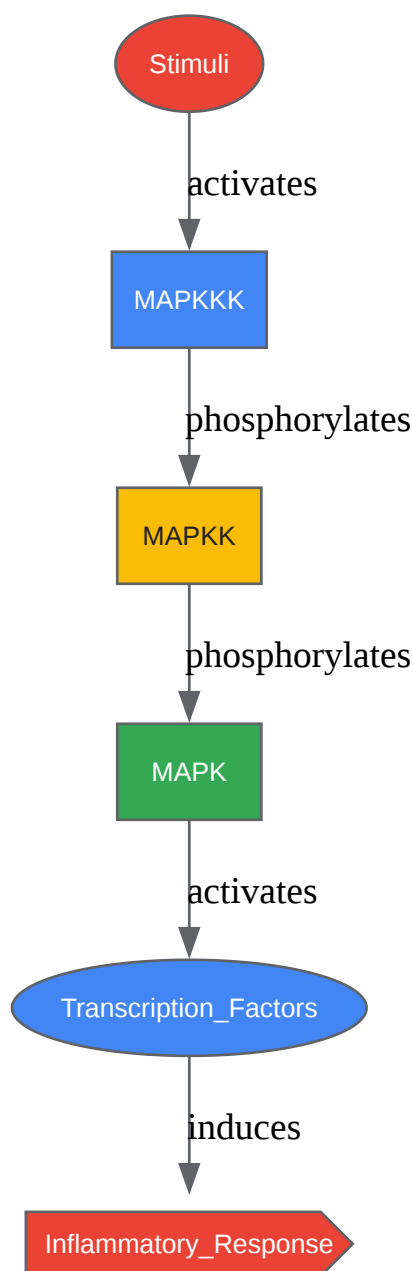 Stimuli
activates
MAPKKK
phosphorylates
MAPKK
phosphorylates
MAPK
activates
Transcription_Factors
induces
Inflammatory_Response